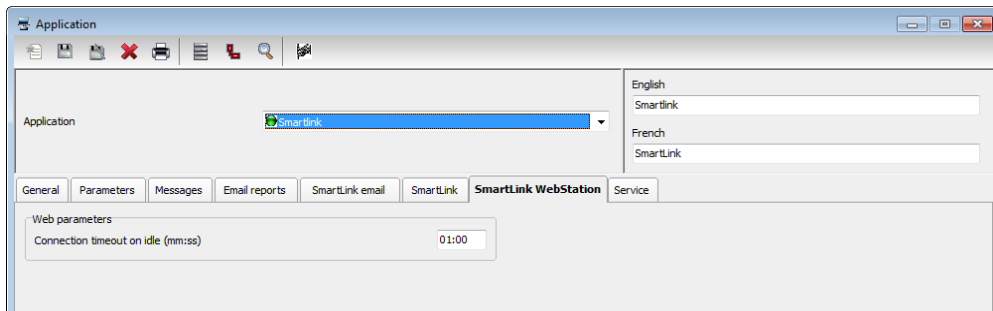 Application
English
Smartlink
Application
Smartlink
French
SmartLink
General
Parameters
Messages
Email reports
SmartLink email
SmartLink
SmartLink WebStation
Service
Web parameters
Connection timeout on idle (mm:ss)
01:00